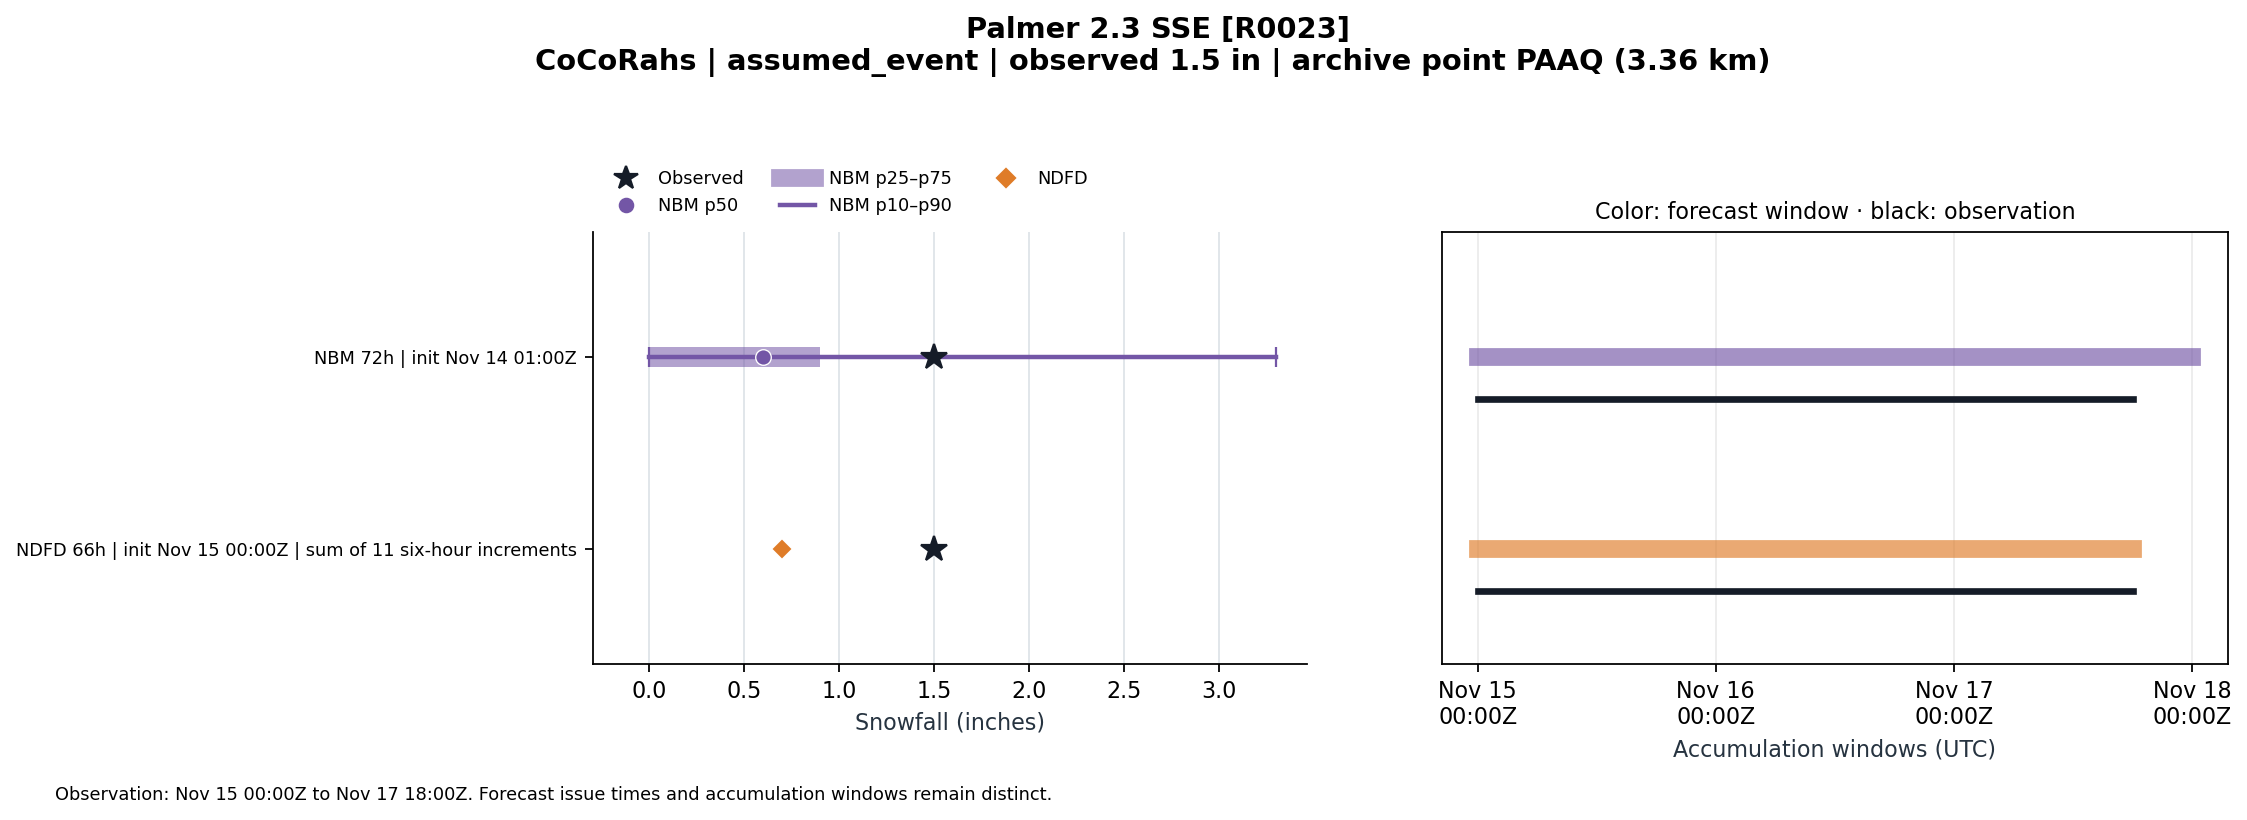 Palmer 2.3 SSE [R0023]
CoCoRahs | assumed_event | observed 1.5 in | archive point PAAQ (3.36 km)
Observed
NBM p50
NBM p25–p75
NBM p10–p90
NDFD
NBM 72h | init Nov 14 01:00Z
NDFD 66h | init Nov 15 00:00Z | sum of 11 six-hour increments
0.0 0.5 1.0 1.5 2.0 2.5 3.0
Snowfall (inches)
Color: forecast window · black: observation
Nov 15 Nov 16 Nov 17 Nov 18
00:00Z 00:00Z 00:00Z 00:00Z
Accumulation windows (UTC)
Observation: Nov 15 00:00Z to Nov 17 18:00Z. Forecast issue times and accumulation windows remain distinct.